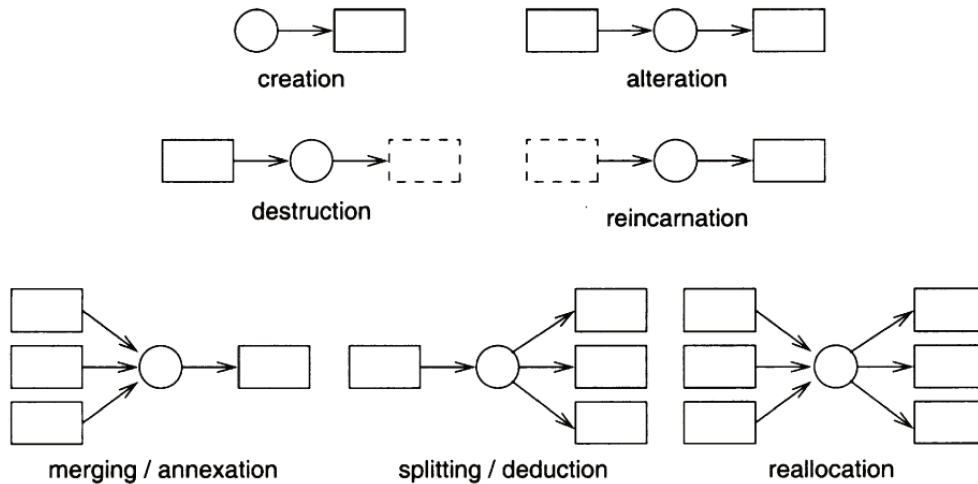 creation
alteration
destruction
reincarnation
merging / annexation
splitting / deduction
reallocation